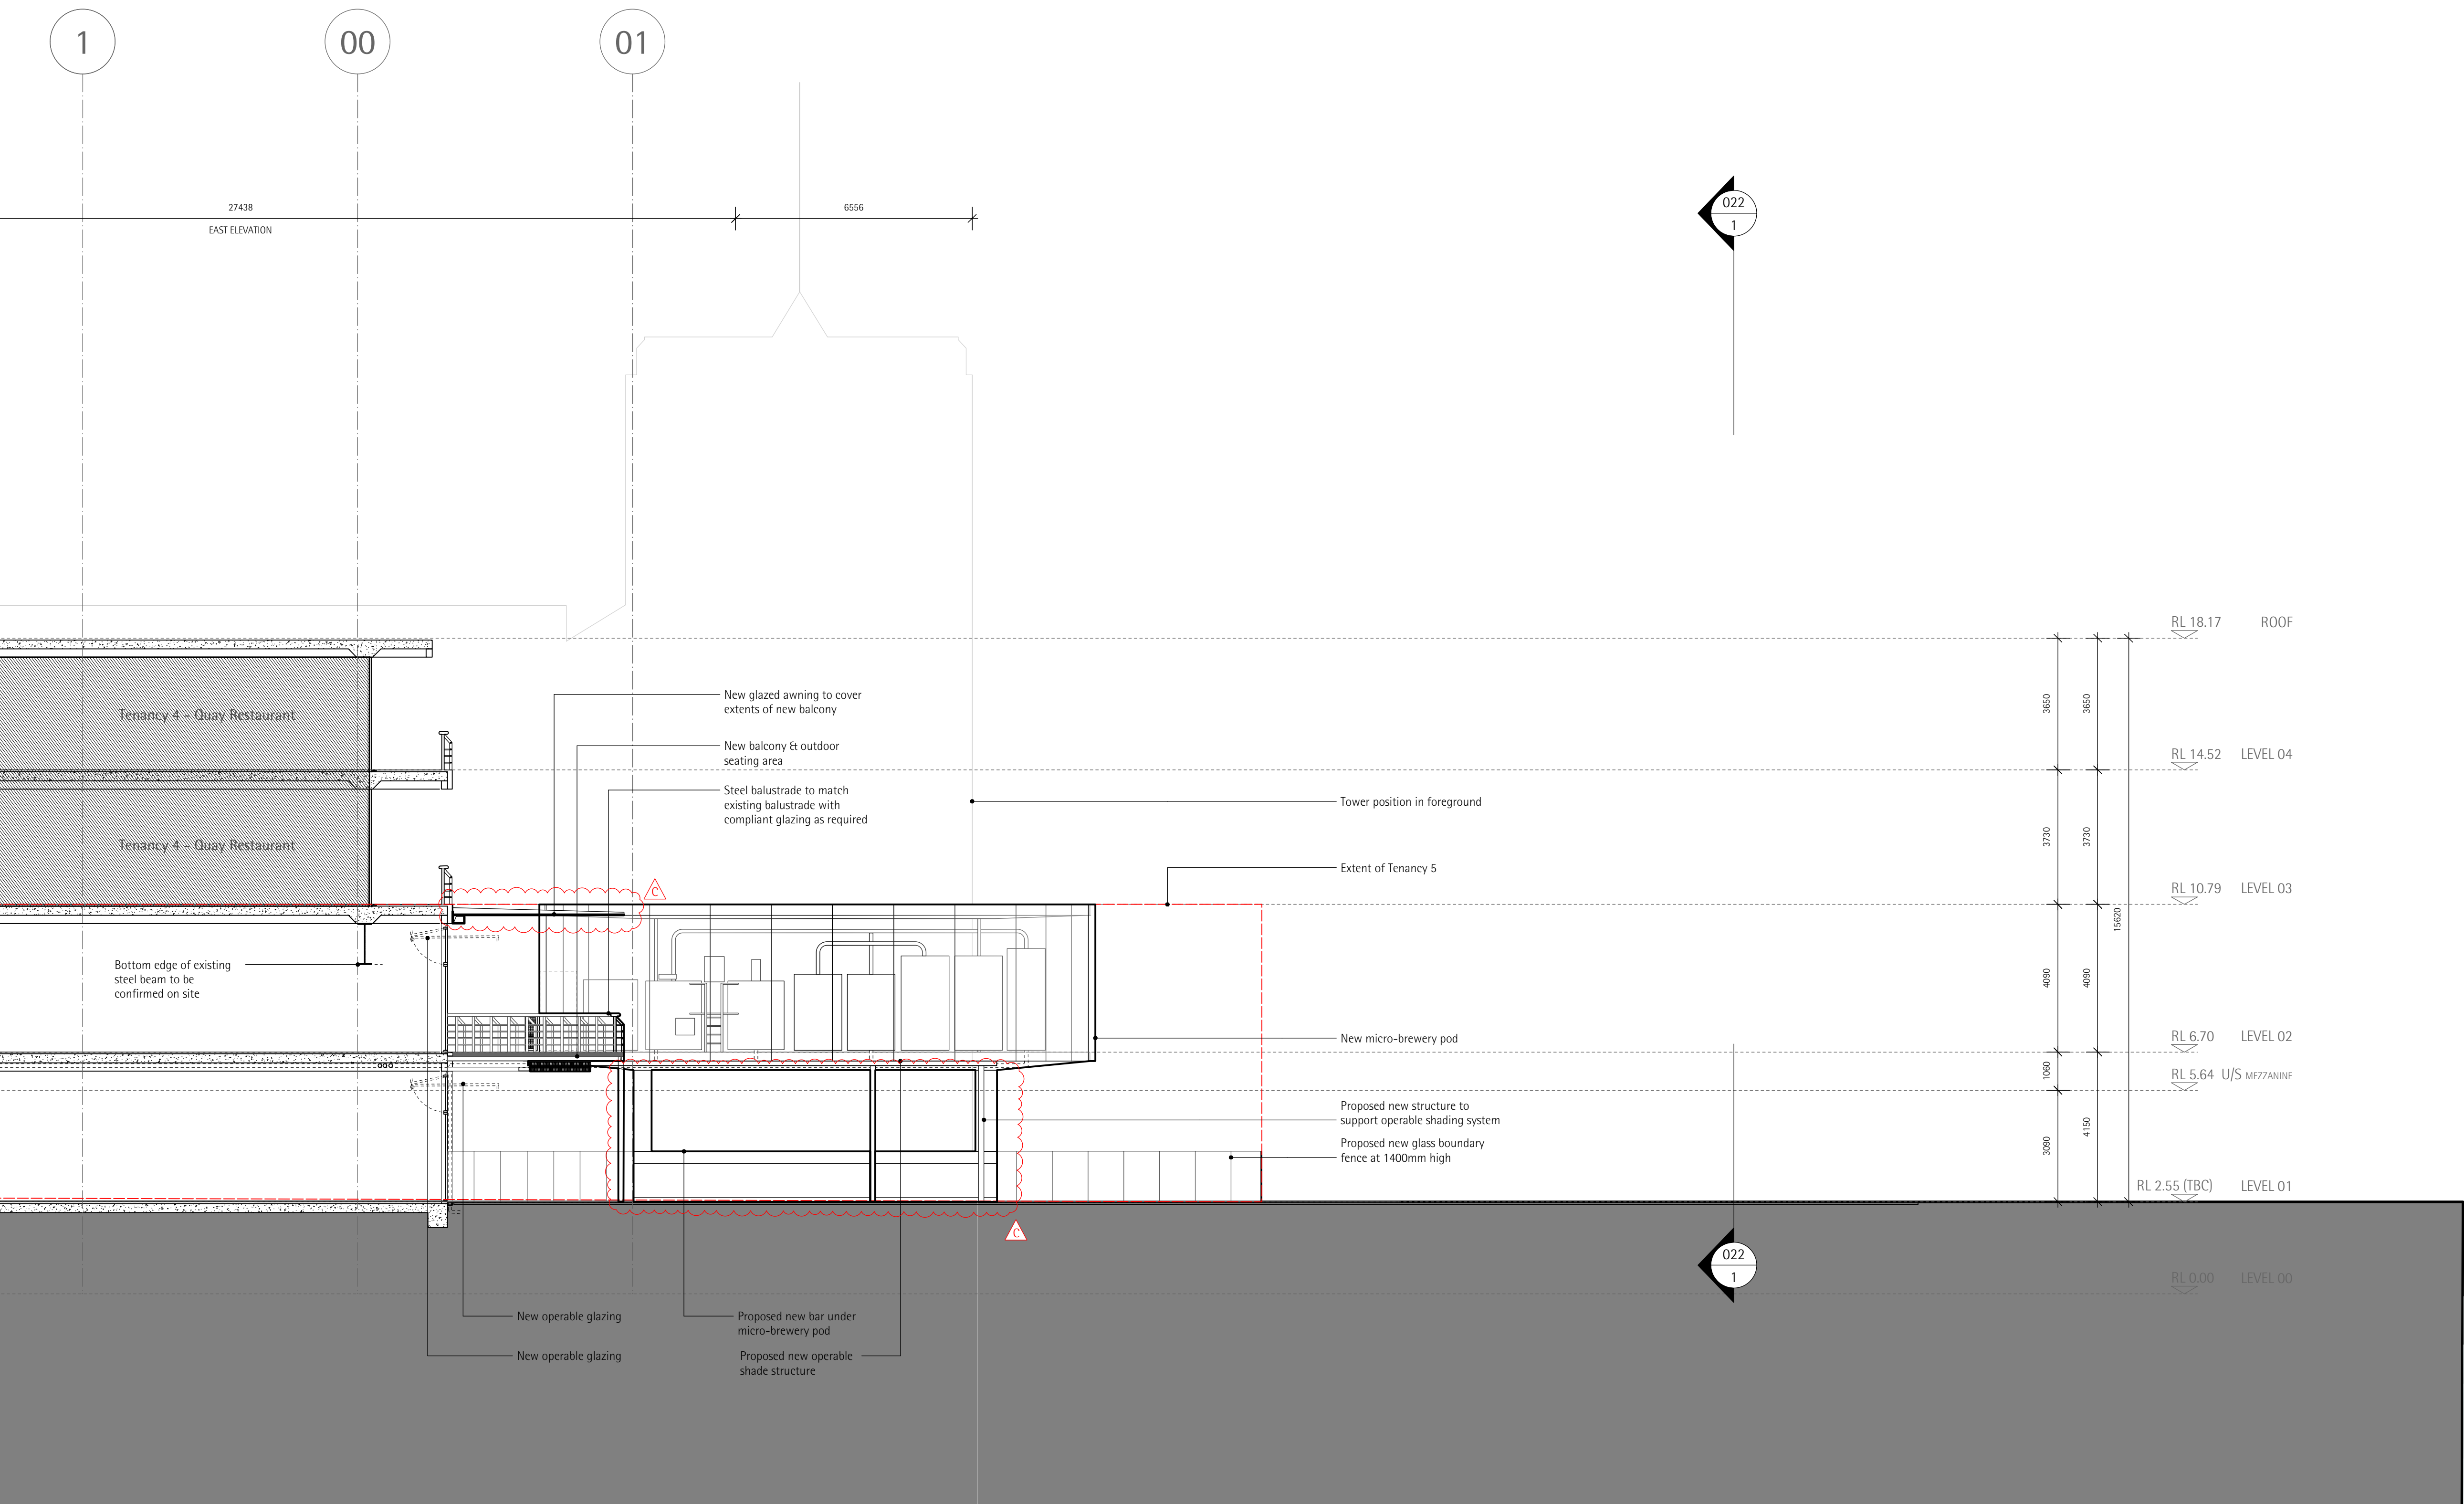 1
00
01
27438
EAST ELEVATION
6556
022
1
RL 18.17 ROOF
3650
3650
Tenancy 4 - Quay Restaurant
New glazed awning to cover
extents of new balcony
New balcony & outdoor
seating area
RL 14.52 LEVEL 04
Steel balustrade to match
existing balustrade with
compliant glazing as required
Tower position in foreground
3730
3730
Tenancy 4 - Quay Restaurant
Extent of Tenancy 5
C
RL 10.79 LEVEL 03
15620
Bottom edge of existing
steel beam to be
confirmed on site
4090
4090
New micro-brewery pod
RL 6.70 LEVEL 02
1060
RL 5.64 U/S MEZZANINE
Proposed new structure to
support operable shading system
Proposed new glass boundary
fence at 1400mm high
3090
4150
RL 2.55 (TBC) LEVEL 01
C
022
1
RL 0.00 LEVEL 00
New operable glazing
Proposed new bar under
micro-brewery pod
New operable glazing
Proposed new operable
shade structure